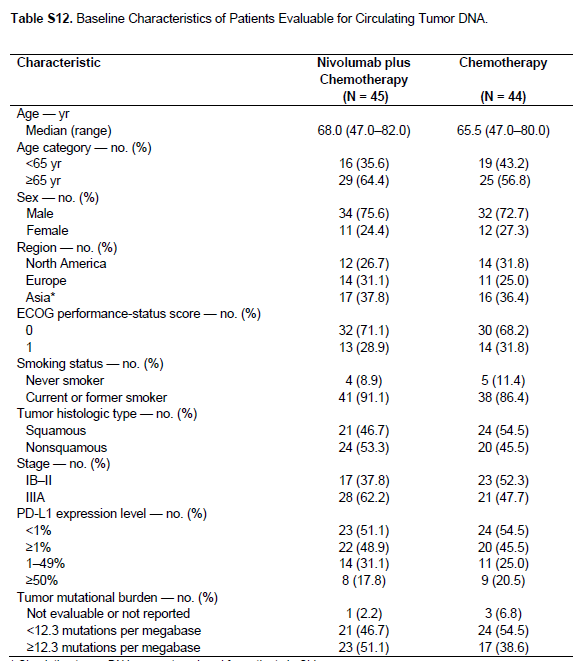 Table S12. Baseline Characteristics of Patients Evaluable for Circulating Tumor DNA.
Characteristic Nivolumab plus Chemotherapy
Chemotherapy
(N = 45) (N = 44)
Age — yr
Median (range) 68.0 (47.0–82.0) 65.5 (47.0–80.0)
Age category — no. (%)
<65 yr 16 (35.6) 19 (43.2)
≥65 yr 29 (64.4) 25 (56.8)
Sex — no. (%)
Male 34 (75.6) 32 (72.7)
Female 11 (24.4) 12 (27.3)
Region — no. (%)
North America 12 (26.7) 14 (31.8)
Europe 14 (31.1) 11 (25.0)
Asia* 17 (37.8) 16 (36.4)
ECOG performance-status score — no. (%)
0 32 (71.1) 30 (68.2)
1 13 (28.9) 14 (31.8)
Smoking status — no. (%)
Never smoker 4 (8.9) 5 (11.4)
Current or former smoker 41 (91.1) 38 (86.4)
Tumor histologic type — no. (%)
Squamous 21 (46.7) 24 (54.5)
Nonsquamous 24 (53.3) 20 (45.5)
Stage — no. (%)
IB–II 17 (37.8) 23 (52.3)
IIIA 28 (62.2) 21 (47.7)
PD-L1 expression level — no. (%)
<1% 23 (51.1) 24 (54.5)
≥1% 22 (48.9) 20 (45.5)
1–49% 14 (31.1) 11 (25.0)
≥50% 8 (17.8) 9 (20.5)
Tumor mutational burden — no. (%)
Not evaluable or not reported 1 (2.2) 3 (6.8)
<12.3 mutations per megabase 21 (46.7) 24 (54.5)
≥12.3 mutations per megabase 23 (51.1) 17 (38.6)